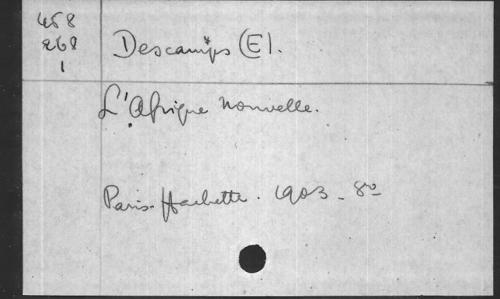 458
268
1
Descamps (E).
L'Afrique nouvelle.
Paris. Hachette. 1903 - 8º